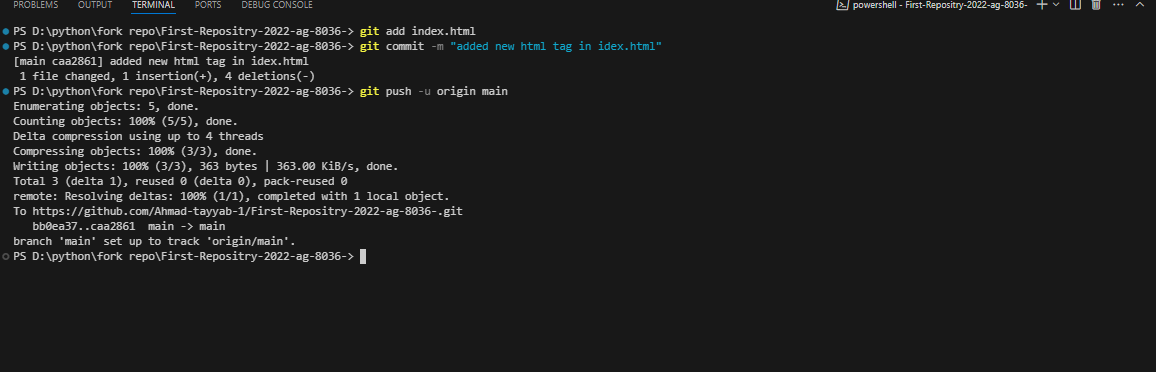 PROBLEMS OUTPUT TERMINAL PORTS DEBUG CONSOLE powershell - First-Repositry-2022-ag-8036-
PS D:\python\fork repo\First-Repositry-2022-ag-8036-> git add index.html
PS D:\python\fork repo\First-Repositry-2022-ag-8036-> git commit -m "added new html tag in idex.html"
[main caa2861] added new html tag in idex.html
1 file changed, 1 insertion(+), 4 deletions(-)
PS D:\python\fork repo\First-Repositry-2022-ag-8036-> git push -u origin main
Enumerating objects: 5, done.
Counting objects: 100% (5/5), done.
Delta compression using up to 4 threads
Compressing objects: 100% (3/3), done.
Writing objects: 100% (3/3), 363 bytes | 363.00 KiB/s, done.
Total 3 (delta 1), reused 0 (delta 0), pack-reused 0
remote: Resolving deltas: 100% (1/1), completed with 1 local object.
To https://github.com/Ahmad-tayyab-1/First-Repositry-2022-ag-8036-.git
bb0ea37..caa2861 main -> main
branch 'main' set up to track 'origin/main'.
PS D:\python\fork repo\First-Repositry-2022-ag-8036->